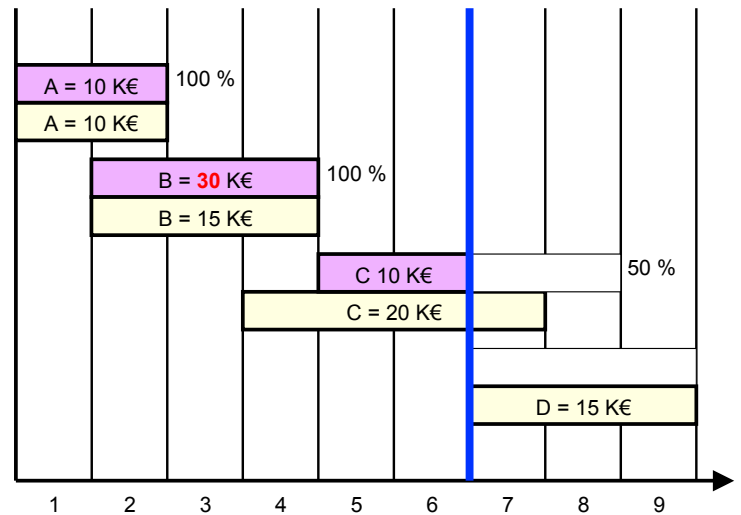 A = 10 K€
100 %
A = 10 K€
B = 30 K€
100 %
B = 15 K€
C 10 K€
50 %
C = 20 K€
D = 15 K€
1 2 3 4 5 6 7 8 9